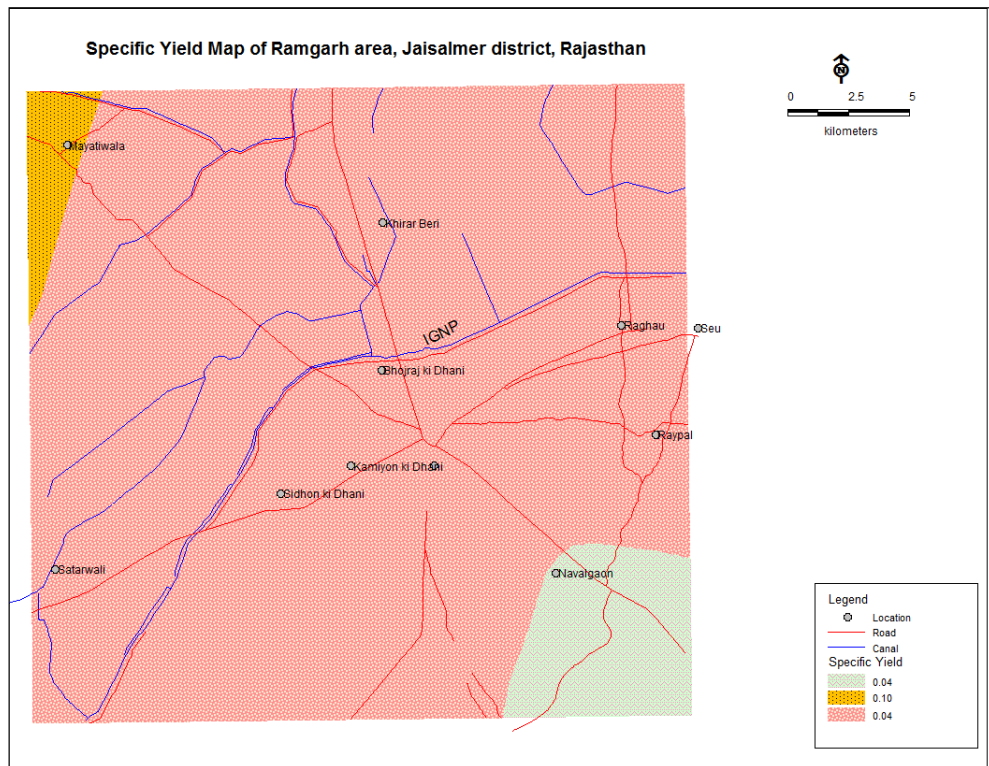 Specific Yield Map of Ramgarh area, Jaisalmer district, Rajasthan
N
0 2.5 5
kilometers
Mayatiwala
Khirar Beri
IGNP
Raghau
Seu
Bhojraj ki Dhani
Raypal
Kamiyon ki Dhani
Sidhon ki Dhani
Satarwali
Navalgaon
Legend
Location
Road
Canal
Specific Yield
0.04
0.10
0.04